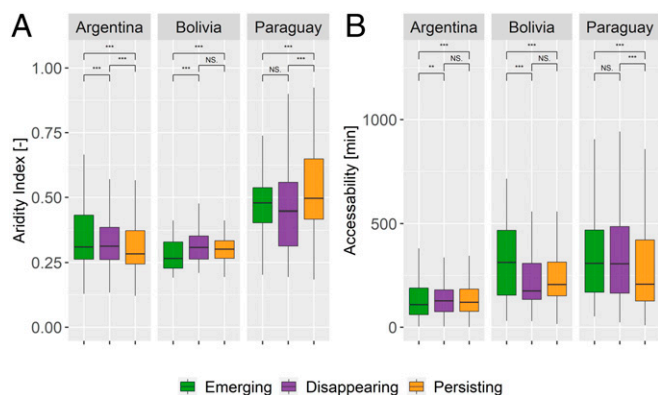 A
B
Argentina Bolivia Paraguay
Argentina Bolivia Paraguay
*** *** ***
*** *** ***
*** *** *** NS. NS. ***
** NS. *** NS. NS. ***
1.00
0.75
0.50
0.25
0.00
Aridity Index [-]
1000
500
0
Accessability [min]
Emerging Disappearing Persisting